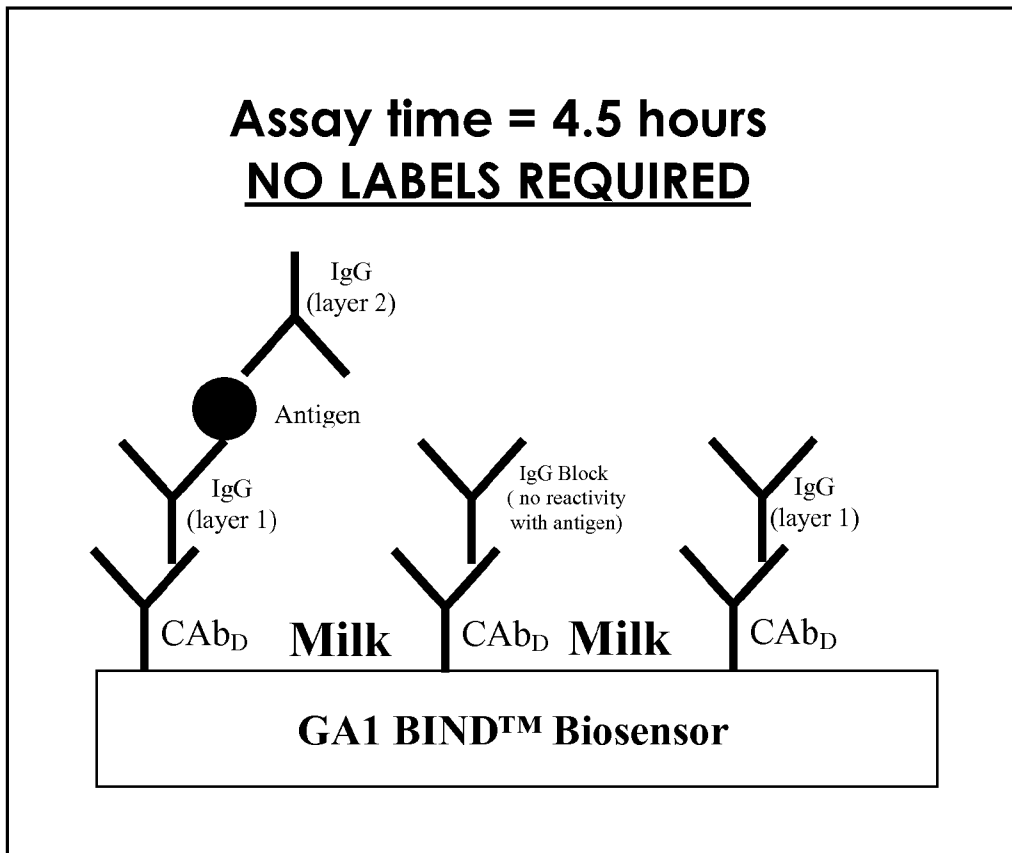 Assay time = 4.5 hours
NO LABELS REQUIRED
IgG
(layer 2)
Antigen
IgG
(layer 1)
IgG Block
( no reactivity
with antigen)
IgG
(layer 1)
CAbD
Milk
CAbD
Milk
CAbD
GA1 BIND™ Biosensor